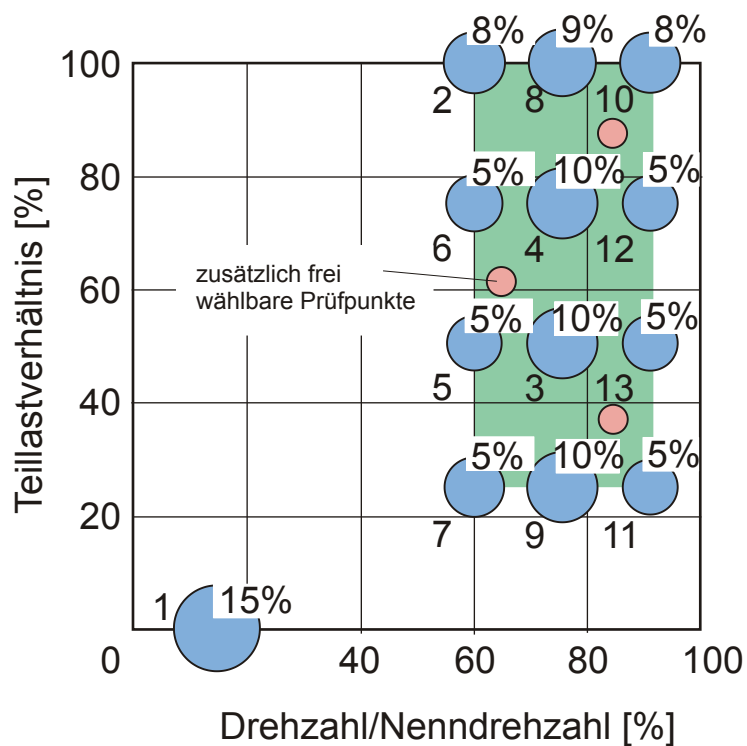 8% 9% 8%
100
2 8 10
Teillastverhältnis [%]
80
5% 10% 5%
6 4 12
zusätzlich frei
wählbare Prüfpunkte
60
5% 10% 5%
5 3 13
40
5% 10% 5%
20
7 9 11
1 15%
0 40 60 80 100
Drehzahl/Nenndrehzahl [%]